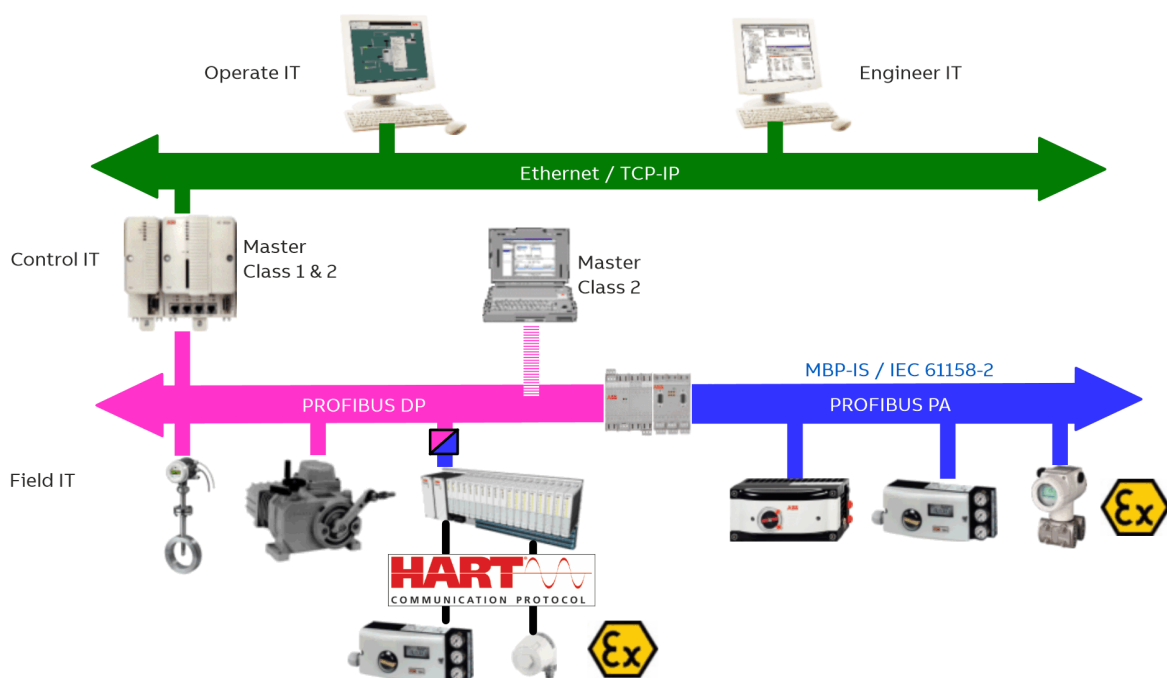 Operate IT
Engineer IT
Ethernet / TCP-IP
Control IT
Master
Class 1 & 2
Master
Class 2
MBP-IS / IEC 61158-2
PROFIBUS DP
PROFIBUS PA
Field IT
ABB
HART
COMMUNICATION PROTOCOL
Ex
Ex